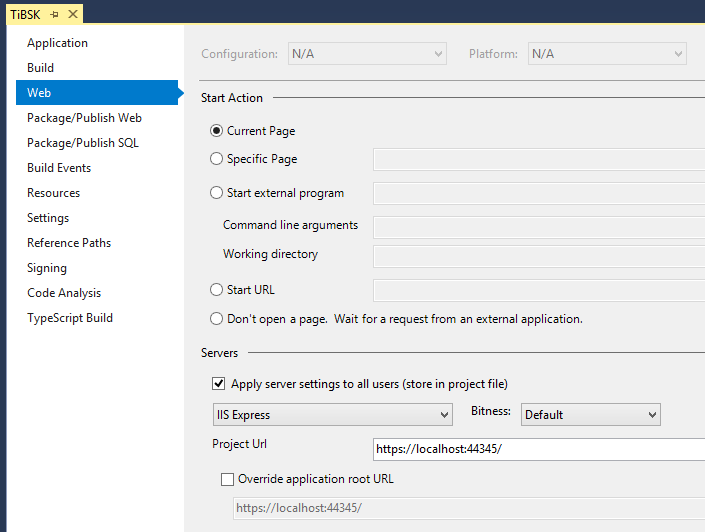 TiBSK
Application
Build
Web
Package/Publish Web
Package/Publish SQL
Build Events
Resources
Settings
Reference Paths
Signing
Code Analysis
TypeScript Build
Configuration: N/A Platform: N/A
Start Action
Current Page
Specific Page
Start external program
Command line arguments
Working directory
Start URL
Don't open a page. Wait for a request from an external application.
Servers
Apply server settings to all users (store in project file)
IIS Express Bitness: Default
Project Url https://localhost:44345/
Override application root URL
https://localhost:44345/